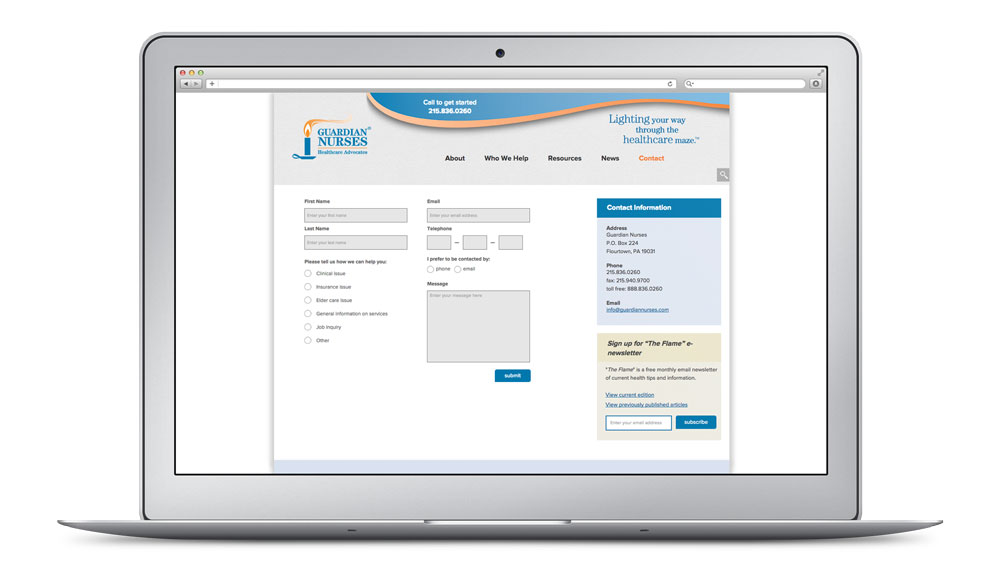 Call to get started
215.836.0260
GUARDIAN®
NURSES
Healthcare Advocates
Lighting your way
through the
healthcare maze.™
About Who We Help Resources News Contact
First Name
Enter your first name
Last Name
Enter your last name
Please tell us how we can help you:
Clinical Issue
Insurance Issue
Elder care issue
General information on services
Job Inquiry
Other
Email
Enter your email address
Telephone
– –
I prefer to be contacted by:
phone email
Message
Enter your message here
submit
Contact Information
Address
Guardian Nurses
P.O. Box 224
Flourtown, PA 19031
Phone
215.836.0260
fax: 215.940.9700
toll free: 888.836.0260
Email
info@guardiannurses.com
Sign up for "The Flame" e-
newsletter
"The Flame" is a free monthly email newsletter
of current health tips and information.
View current edition
View previously published articles
Enter your email address
subscribe